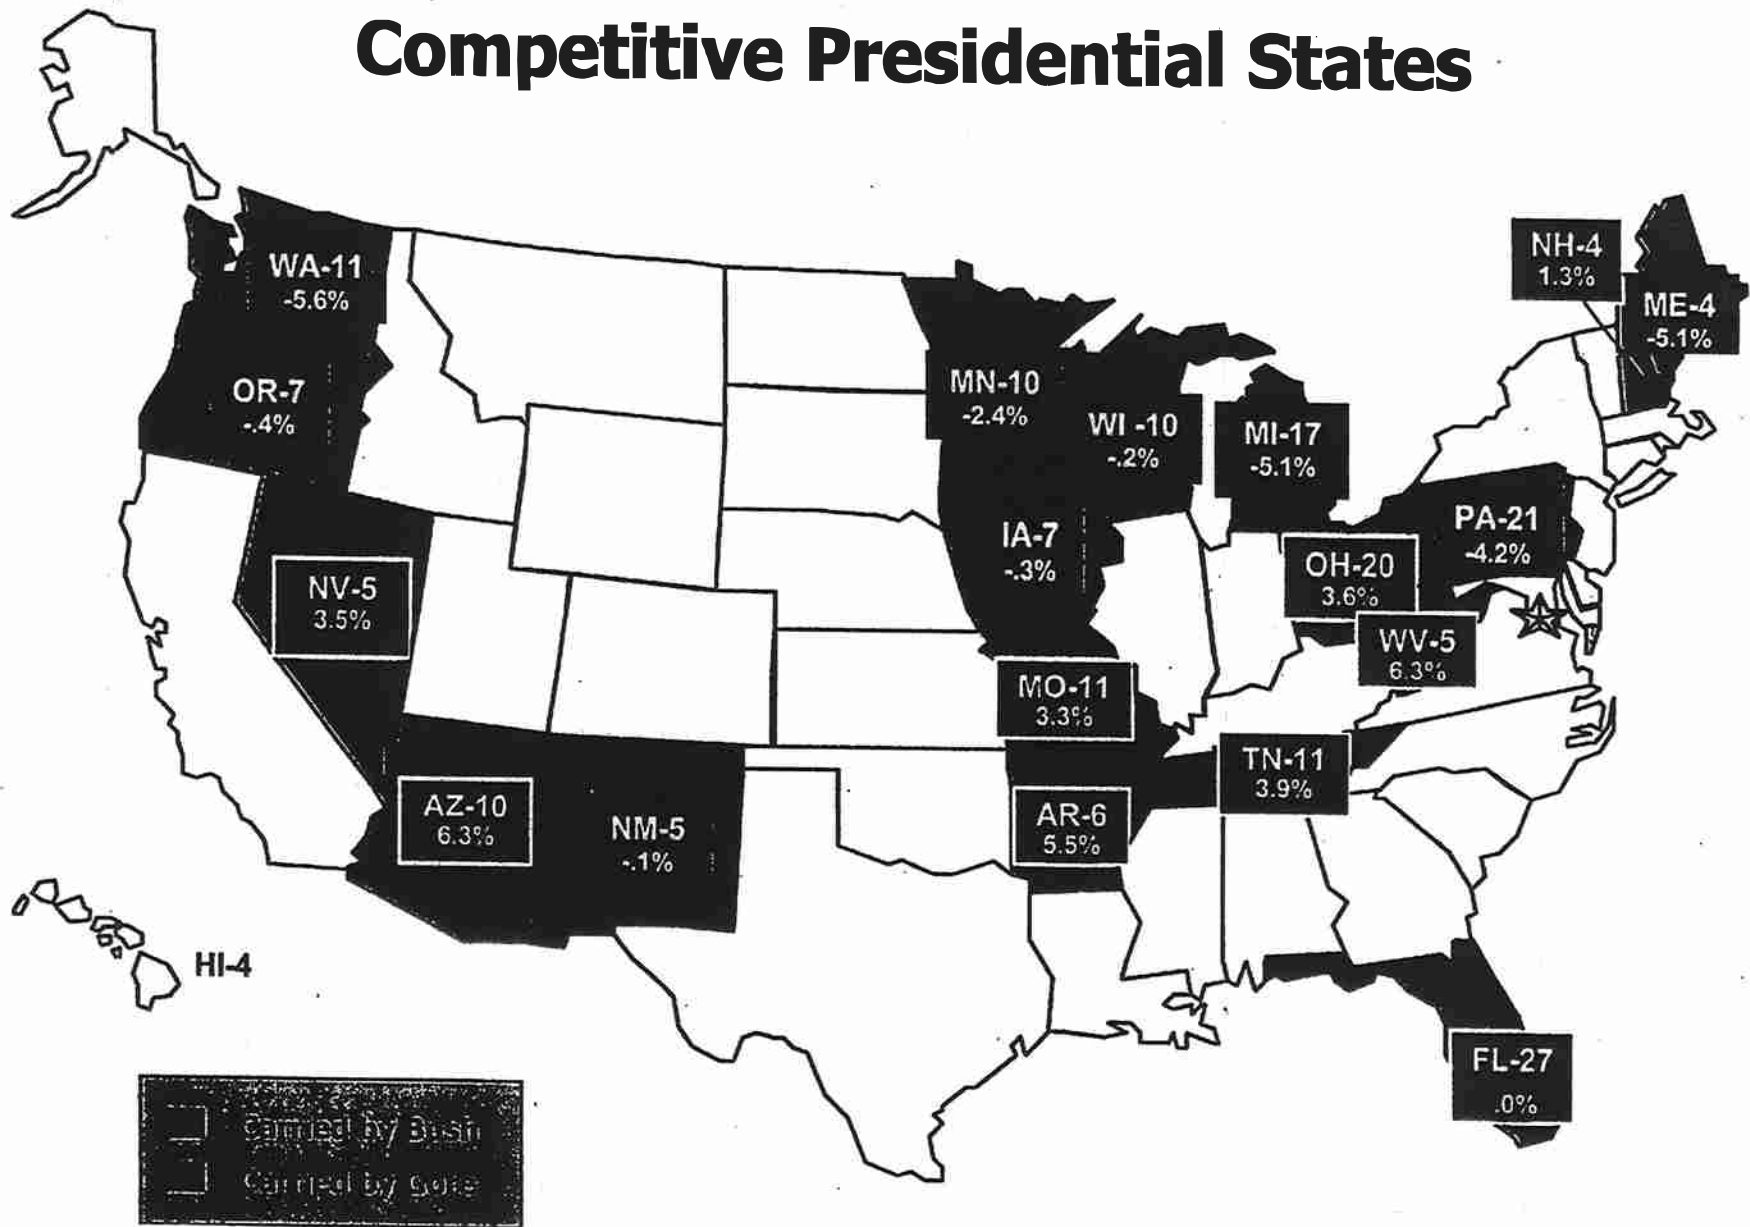 Competitive Presidential States
WA-11
-5.6%
OR-7
-.4%
NV-5
3.5%
AZ-10
6.3%
NM-5
-.1%
HI-4
MN-10
-2.4%
WI -10
-.2%
MI-17
-5.1%
IA-7
-.3%
MO-11
3.3%
AR-6
5.5%
TN-11
3.9%
OH-20
3.6%
WV-5
6.3%
PA-21
-4.2%
NH-4
1.3%
ME-4
-5.1%
FL-27
.0%
Carried by Bush
Carried by Gore